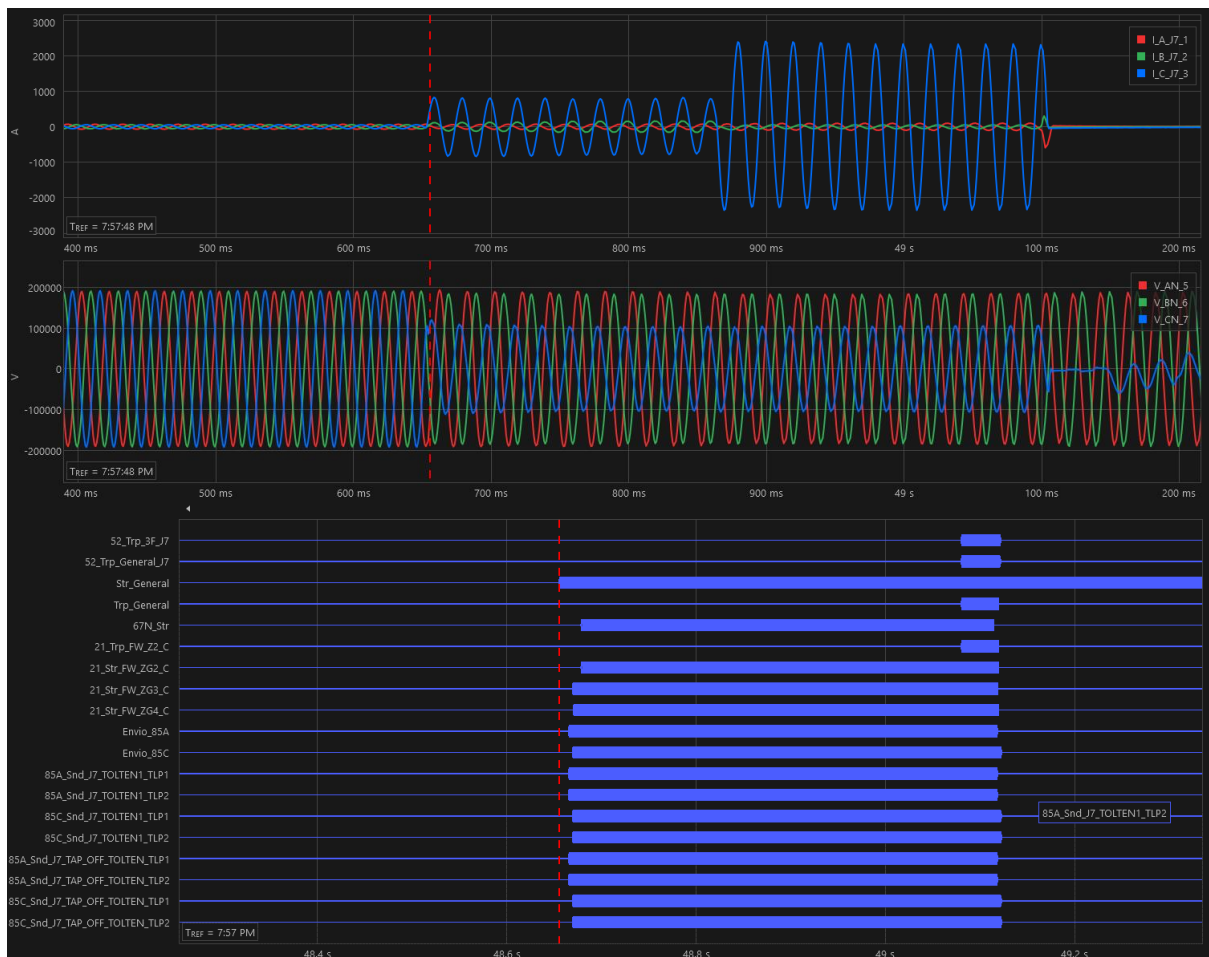 3000
2000
1000
0
-1000
-2000
-3000
A
I_A_J7_1
I_B_J7_2
I_C_J7_3
TREF = 7:57:48 PM
400 ms 500 ms 600 ms 700 ms 800 ms 900 ms 49 s 100 ms 200 ms
200000
100000
0
-100000
-200000
V
V_AN_5
V_BN_6
V_CN_7
TREF = 7:57:48 PM
400 ms 500 ms 600 ms 700 ms 800 ms 900 ms 49 s 100 ms 200 ms
52_Trp_3F_J7
52_Trp_General_J7
Str_General
Trp_General
67N_Str
21_Trp_FW_Z2_C
21_Str_FW_ZG2_C
21_Str_FW_ZG3_C
21_Str_FW_ZG4_C
Envio_85A
Envio_85C
85A_Snd_J7_TOLTEN1_TLP1
85A_Snd_J7_TOLTEN1_TLP2
85C_Snd_J7_TOLTEN1_TLP1
85A_Snd_J7_TOLTEN1_TLP2
85C_Snd_J7_TOLTEN1_TLP2
85A_Snd_J7_TAP_OFF_TOLTEN_TLP1
85A_Snd_J7_TAP_OFF_TOLTEN_TLP2
85C_Snd_J7_TAP_OFF_TOLTEN_TLP1
85C_Snd_J7_TAP_OFF_TOLTEN_TLP2
TREF = 7:57 PM
48.4 s 48.6 s 48.8 s 49 s 49.2 s